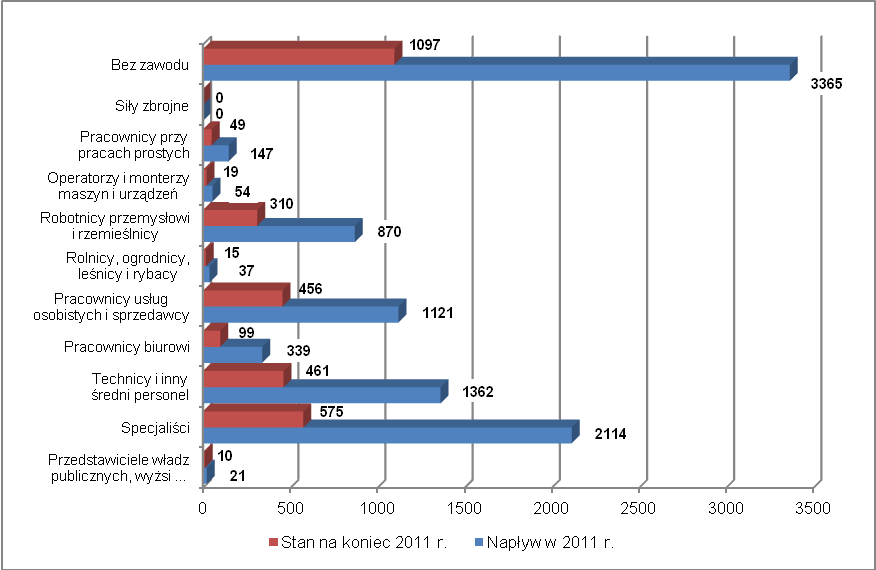 Bez zawodu
1097
3365
Siły zbrojne
0
0
Pracownicy przy
pracach prostych
49
147
Operatorzy i monterzy
maszyn i urządzeń
19
54
Robotnicy przemysłowi
i rzemieślnicy
310
870
Rolnicy, ogrodnicy,
leśnicy i rybacy
15
37
Pracownicy usług
osobistych i sprzedawcy
456
1121
Pracownicy biurowi
99
339
Technicy i inny
średni personel
461
1362
Specjaliści
575
2114
Przedstawiciele władz
publicznych, wyżsi ...
10
21
0 500 1000 1500 2000 2500 3000 3500
Stan na koniec 2011 r. Napływ w 2011 r.